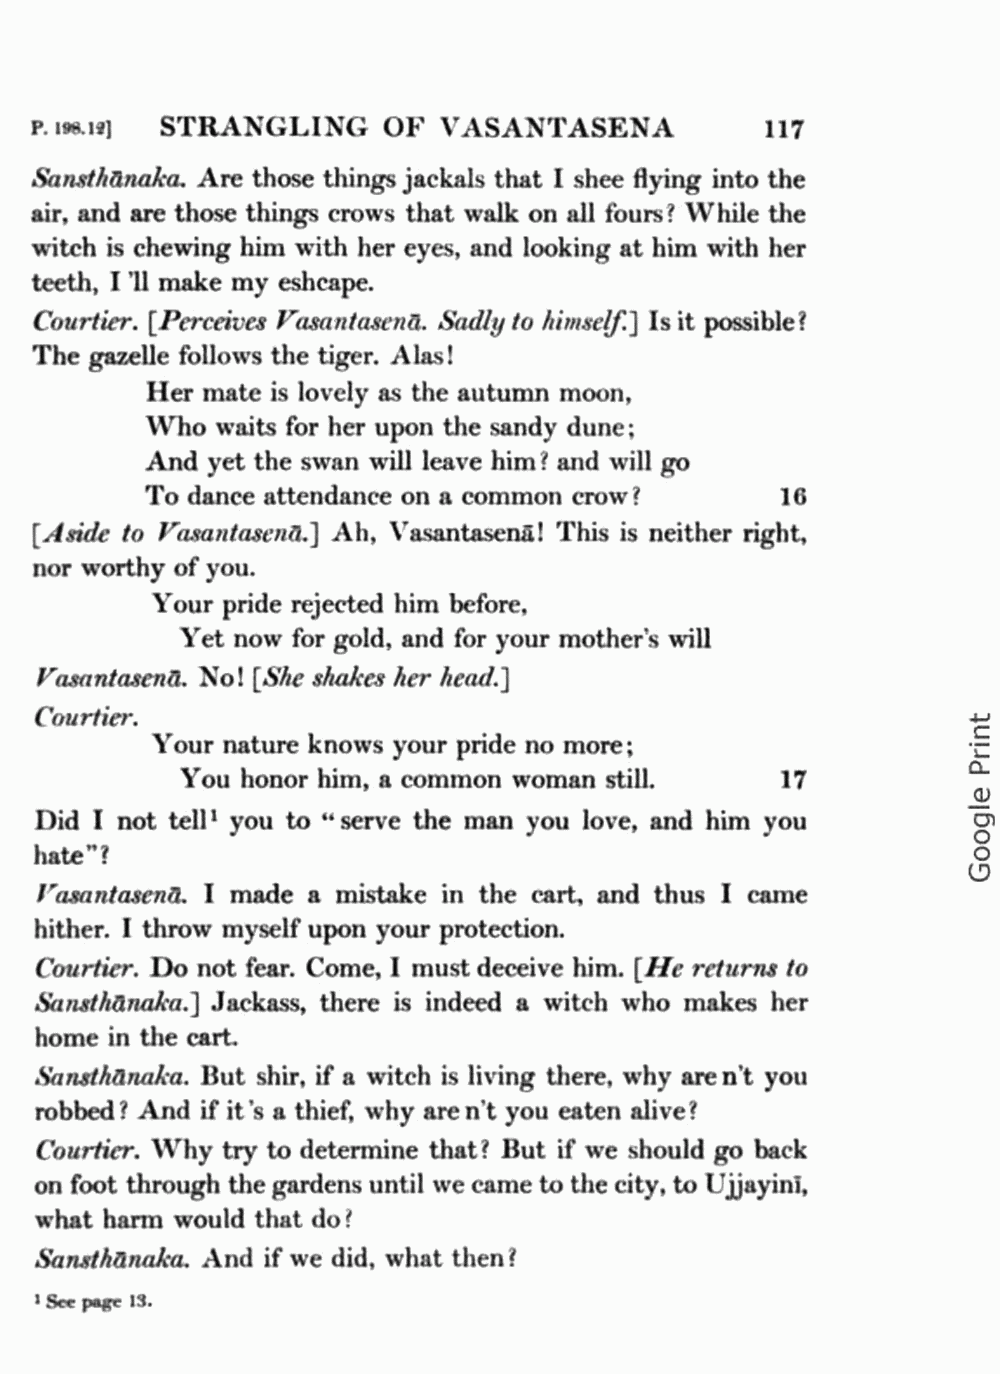 P. 198.12] STRANGLING OF VASANTASENA 117
Sansthānaka. Are those things jackals that I shee flying into the
air, and are those things crows that walk on all fours? While the
witch is chewing him with her eyes, and looking at him with her
teeth, I 'll make my eshcape.
Courtier. [Perceives Vasantasenā. Sadly to himself.] Is it possible?
The gazelle follows the tiger. Alas!
Her mate is lovely as the autumn moon,
Who waits for her upon the sandy dune;
And yet the swan will leave him? and will go
To dance attendance on a common crow? 16
[Aside to Vasantasenā.] Ah, Vasantasenā! This is neither right,
nor worthy of you.
Your pride rejected him before,
Yet now for gold, and for your mother's will
Vasantasenā. No! [She shakes her head.]
Courtier.
Your nature knows your pride no more;
You honor him, a common woman still. 17
Did I not tell¹ you to "serve the man you love, and him you
hate"?
Vasantasenā. I made a mistake in the cart, and thus I came
hither. I throw myself upon your protection.
Courtier. Do not fear. Come, I must deceive him. [He returns to
Sansthānaka.] Jackass, there is indeed a witch who makes her
home in the cart.
Sansthānaka. But shir, if a witch is living there, why are n't you
robbed? And if it 's a thief, why are n't you eaten alive?
Courtier. Why try to determine that? But if we should go back
on foot through the gardens until we came to the city, to Ujjayinī,
what harm would that do?
Sansthānaka. And if we did, what then?
¹ See page 13.
Google Print